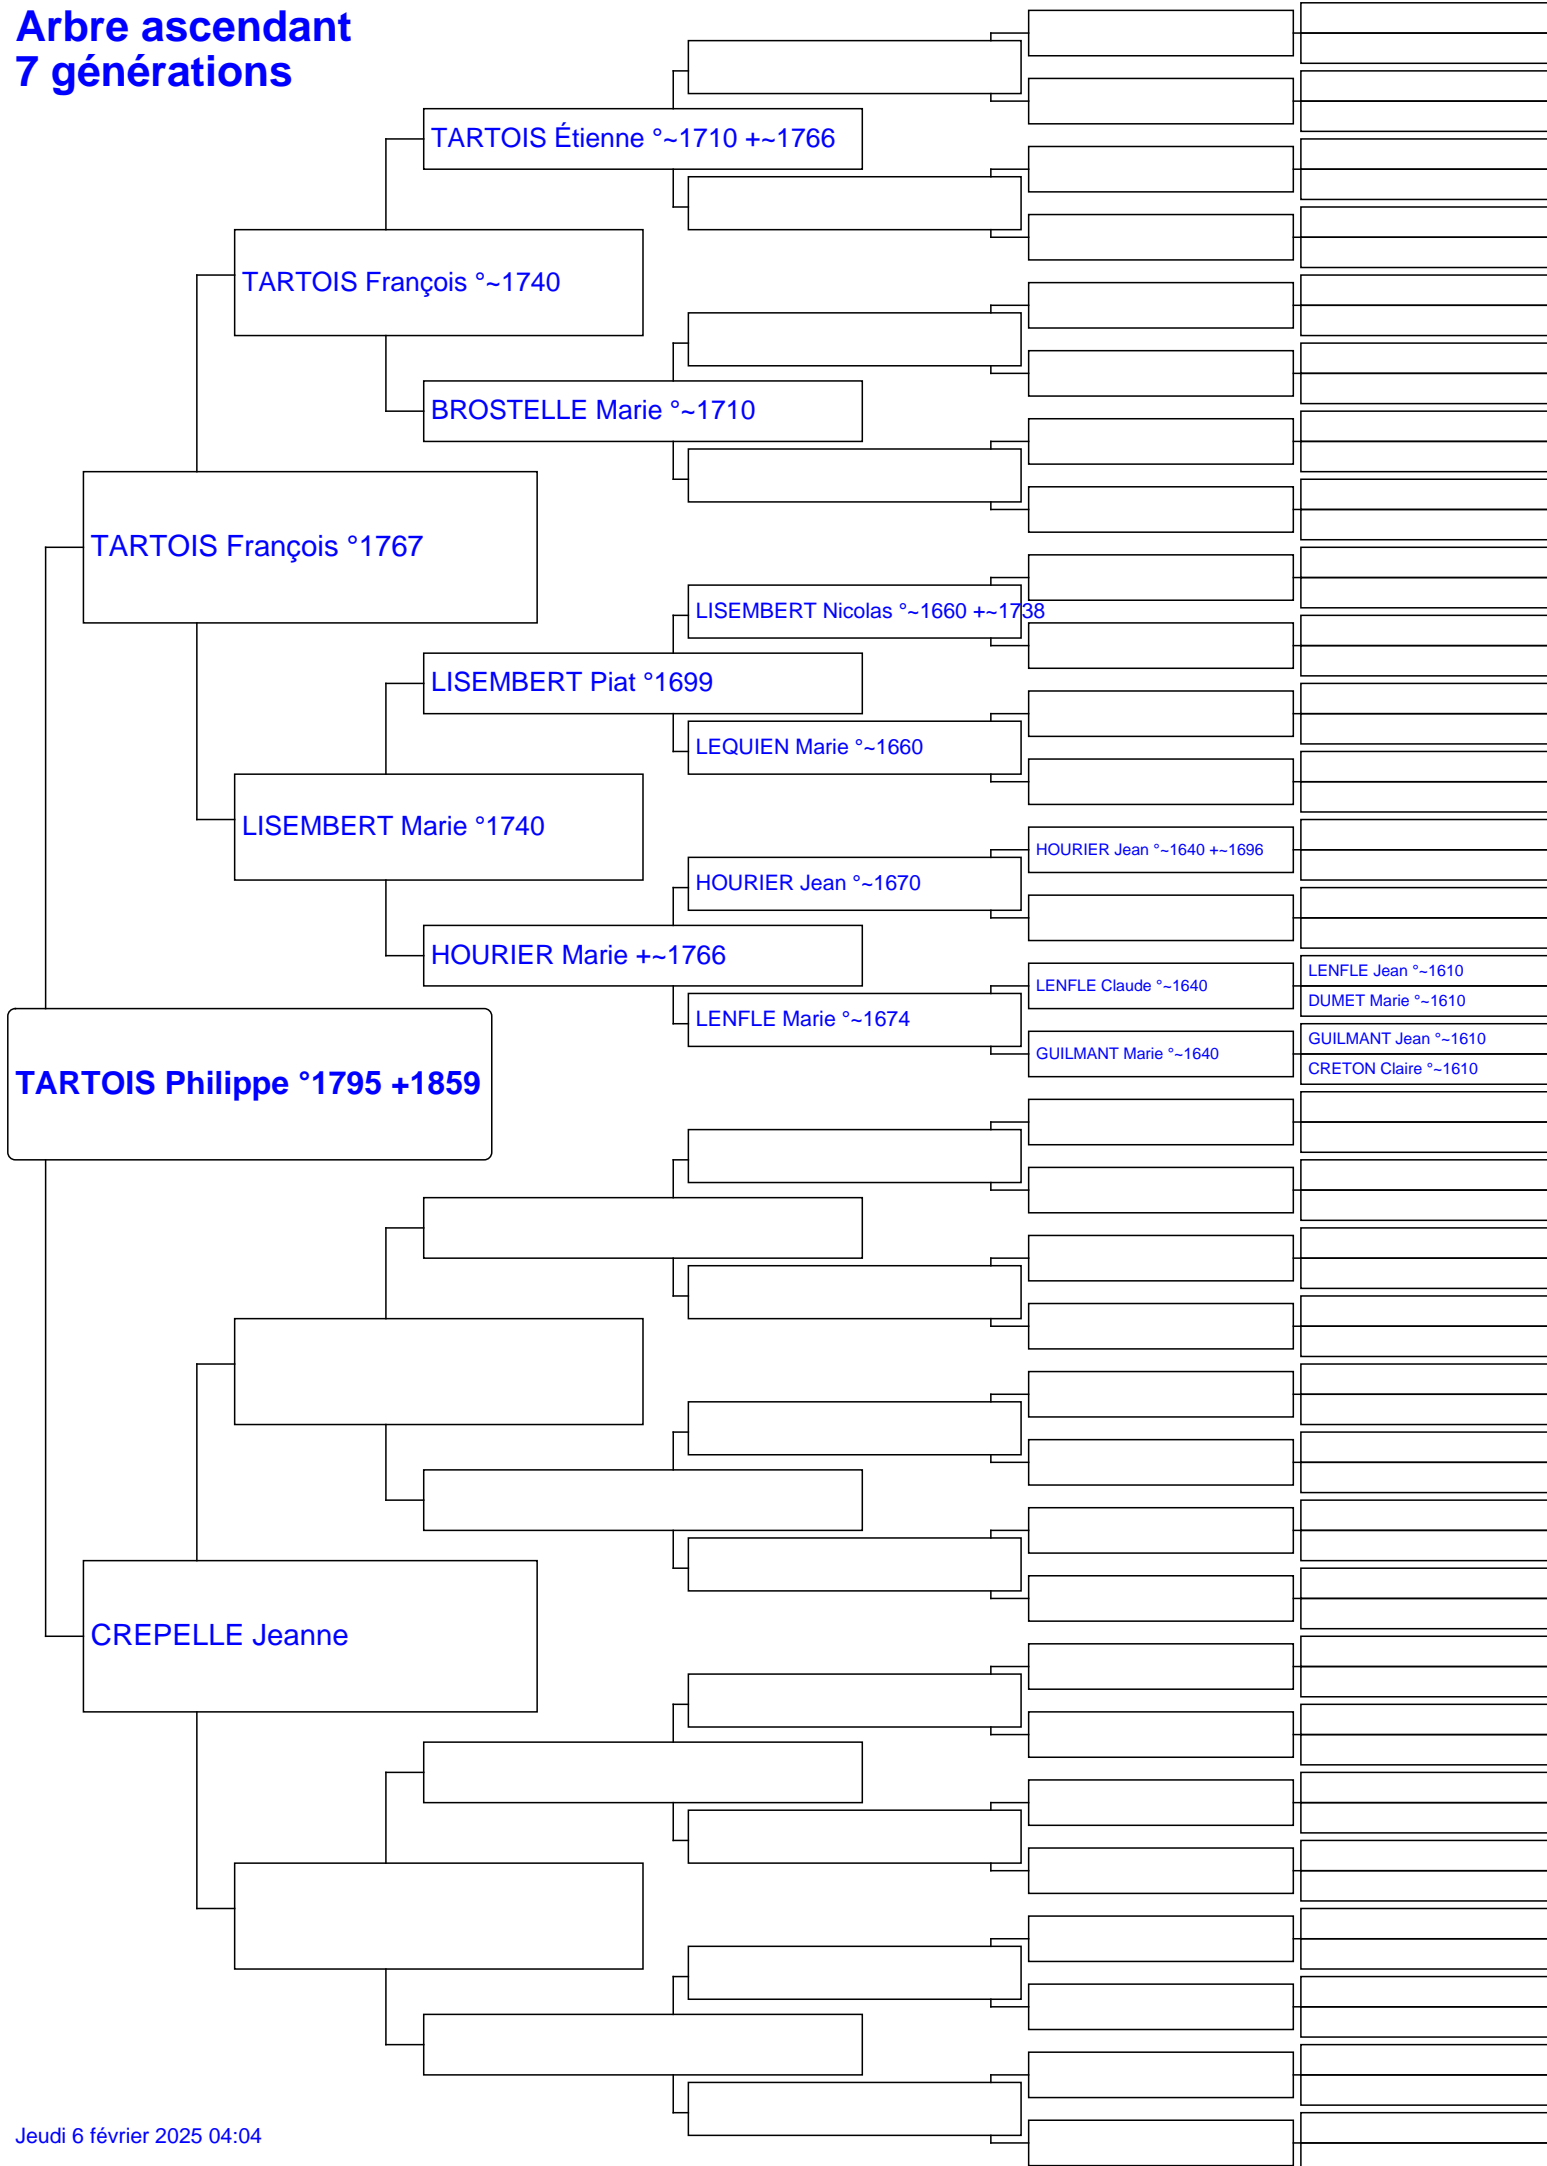 Arbre ascendant
7 générations
TARTOIS Étienne °~1710 +~1766
TARTOIS François °~1740
BROSTELLE Marie °~1710
TARTOIS François °1767
LISEMBERT Nicolas °~1660 +~1738
LISEMBERT Piat °1699
LEQUIEN Marie °~1660
LISEMBERT Marie °1740
HOURIER Jean °~1640 +~1696
HOURIER Jean °~1670
HOURIER Marie +~1766
LENFLE Jean °~1610
LENFLE Claude °~1640
DUMET Marie °~1610
LENFLE Marie °~1674
GUILMANT Jean °~1610
GUILMANT Marie °~1640
CRETON Claire °~1610
TARTOIS Philippe °1795 +1859
CREPELLE Jeanne
Jeudi 6 février 2025 04:04